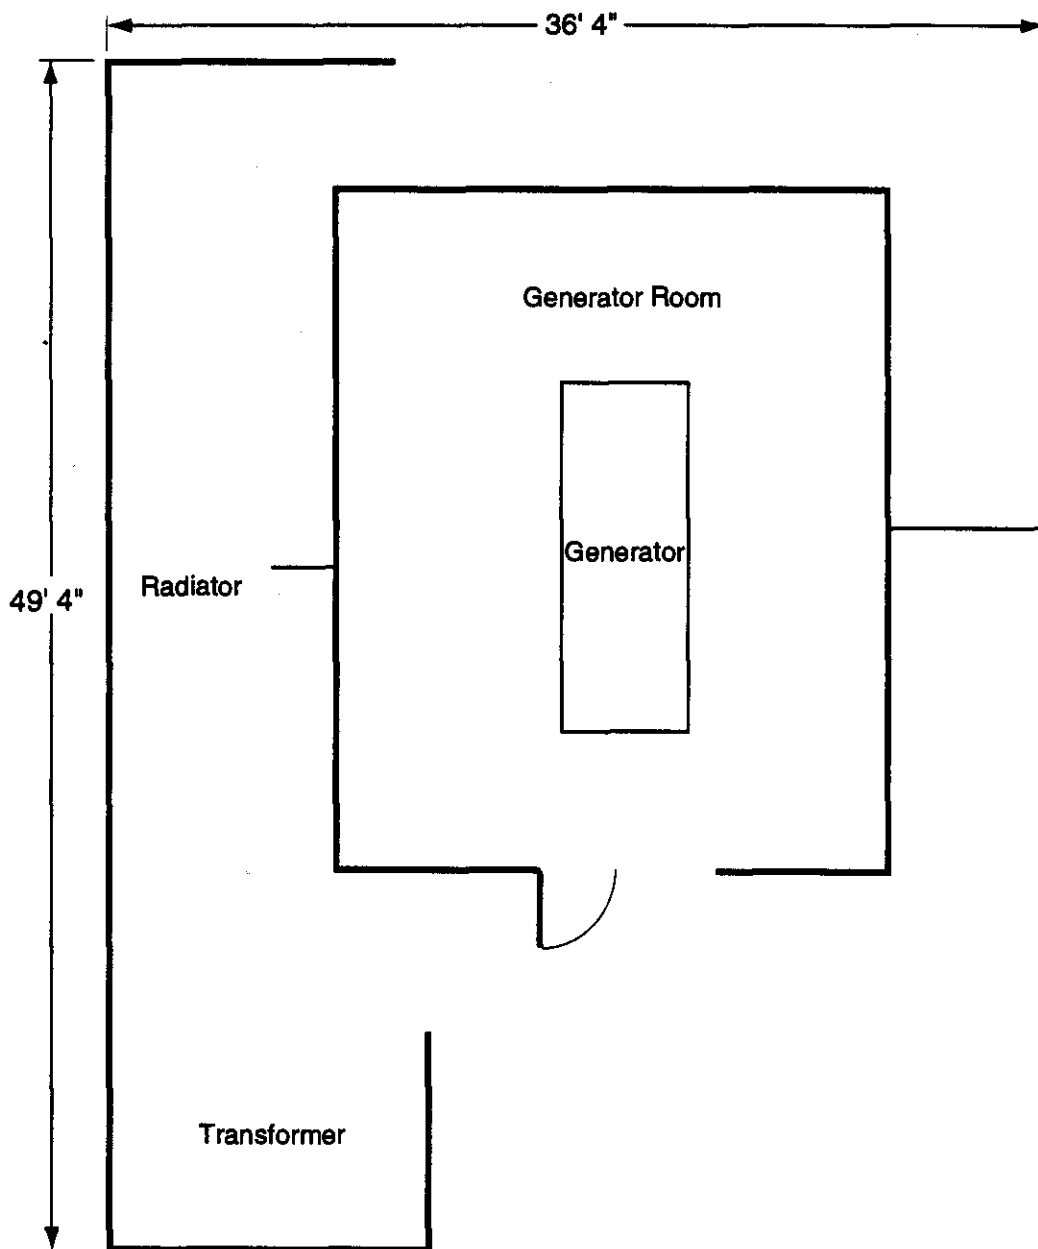 36' 4"
Generator Room
Generator
Radiator
49' 4"
Transformer